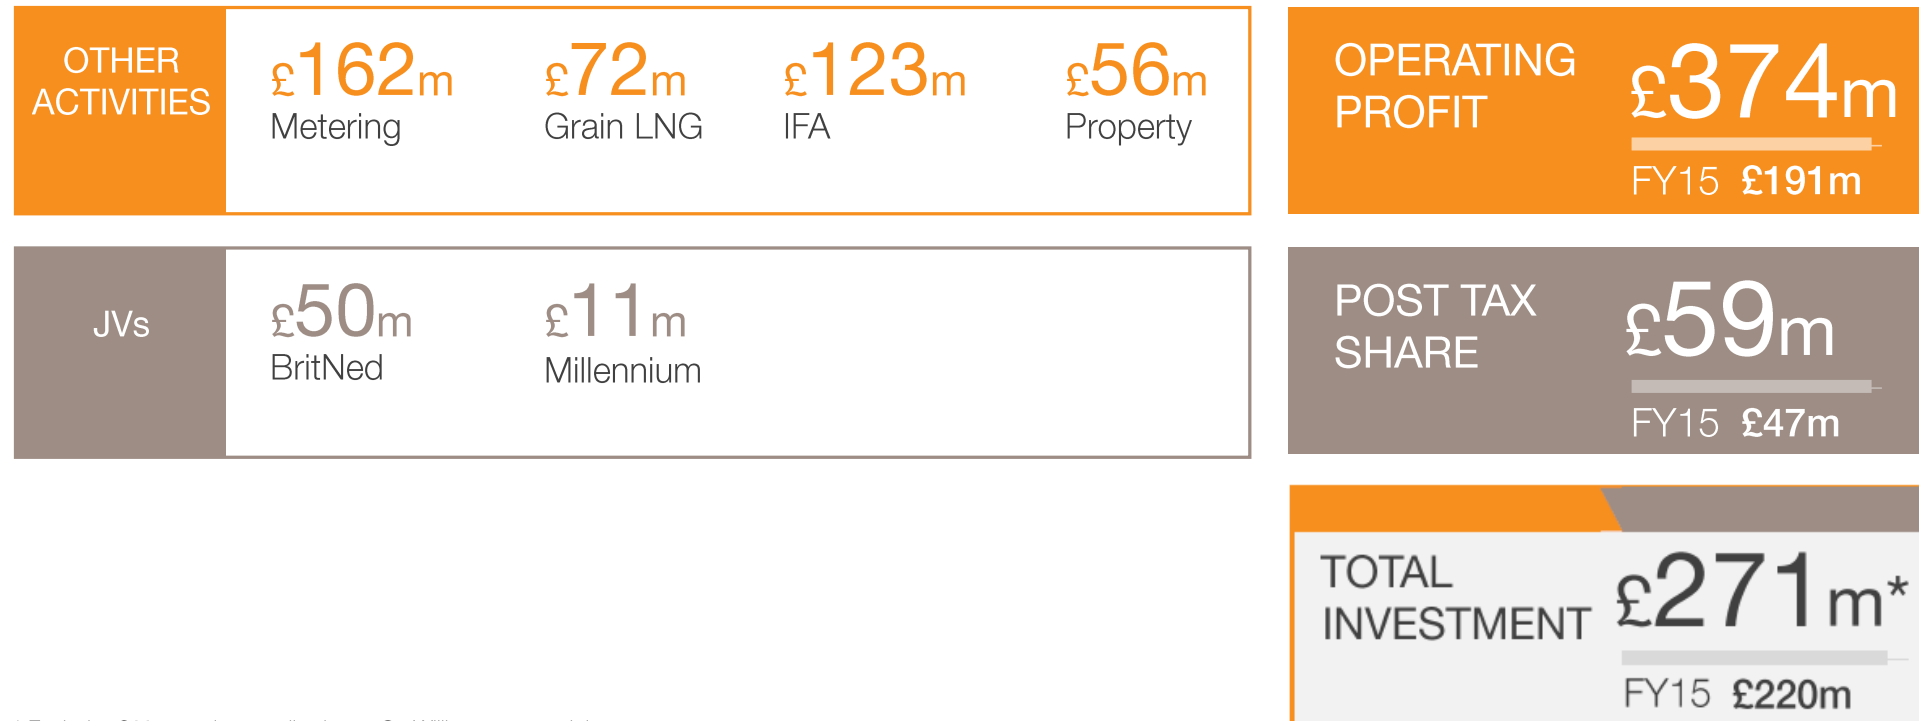 OTHER
ACTIVITIES
£162m
Metering
£72m
Grain LNG
£123m
IFA
£56m
Property
OPERATING
PROFIT
£374m
FY15 £191m
JVs
£50m
BritNed
£11m
Millennium
POST TAX
SHARE
£59m
FY15 £47m
TOTAL
INVESTMENT
£271m*
FY15 £220m